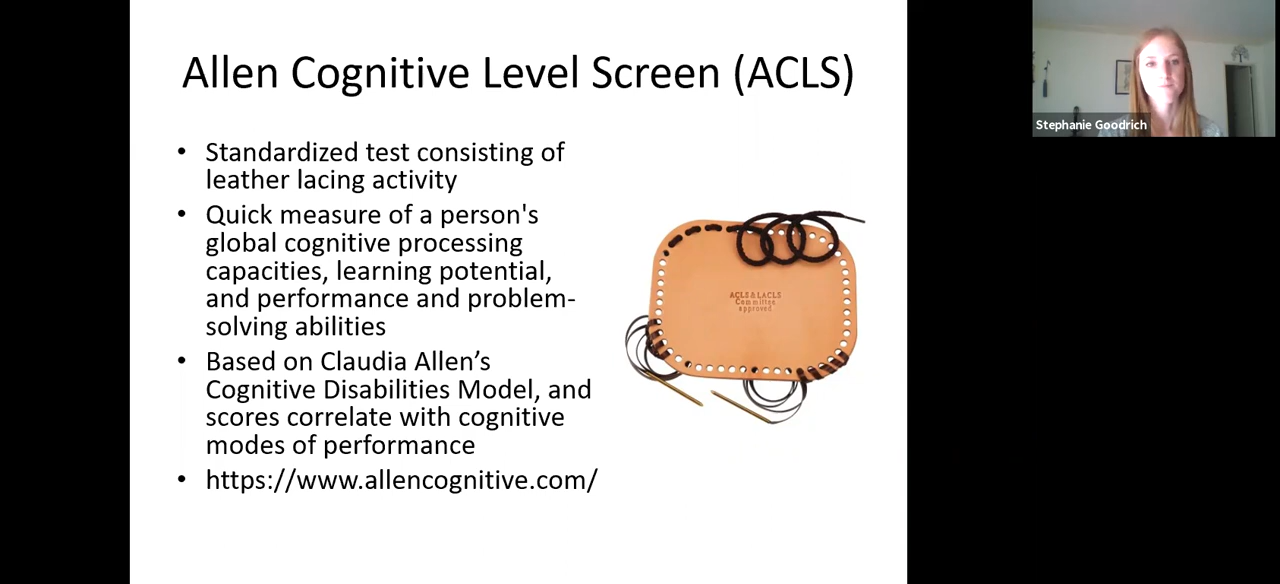 Allen Cognitive Level Screen (ACLS)
• Standardized test consisting of
leather lacing activity
• Quick measure of a person's
global cognitive processing
capacities, learning potential,
and performance and problem-
solving abilities
• Based on Claudia Allen’s
Cognitive Disabilities Model, and
scores correlate with cognitive
modes of performance
• https://www.allencognitive.com/
ACLS & LACLS
Committee
approved
Stephanie Goodrich